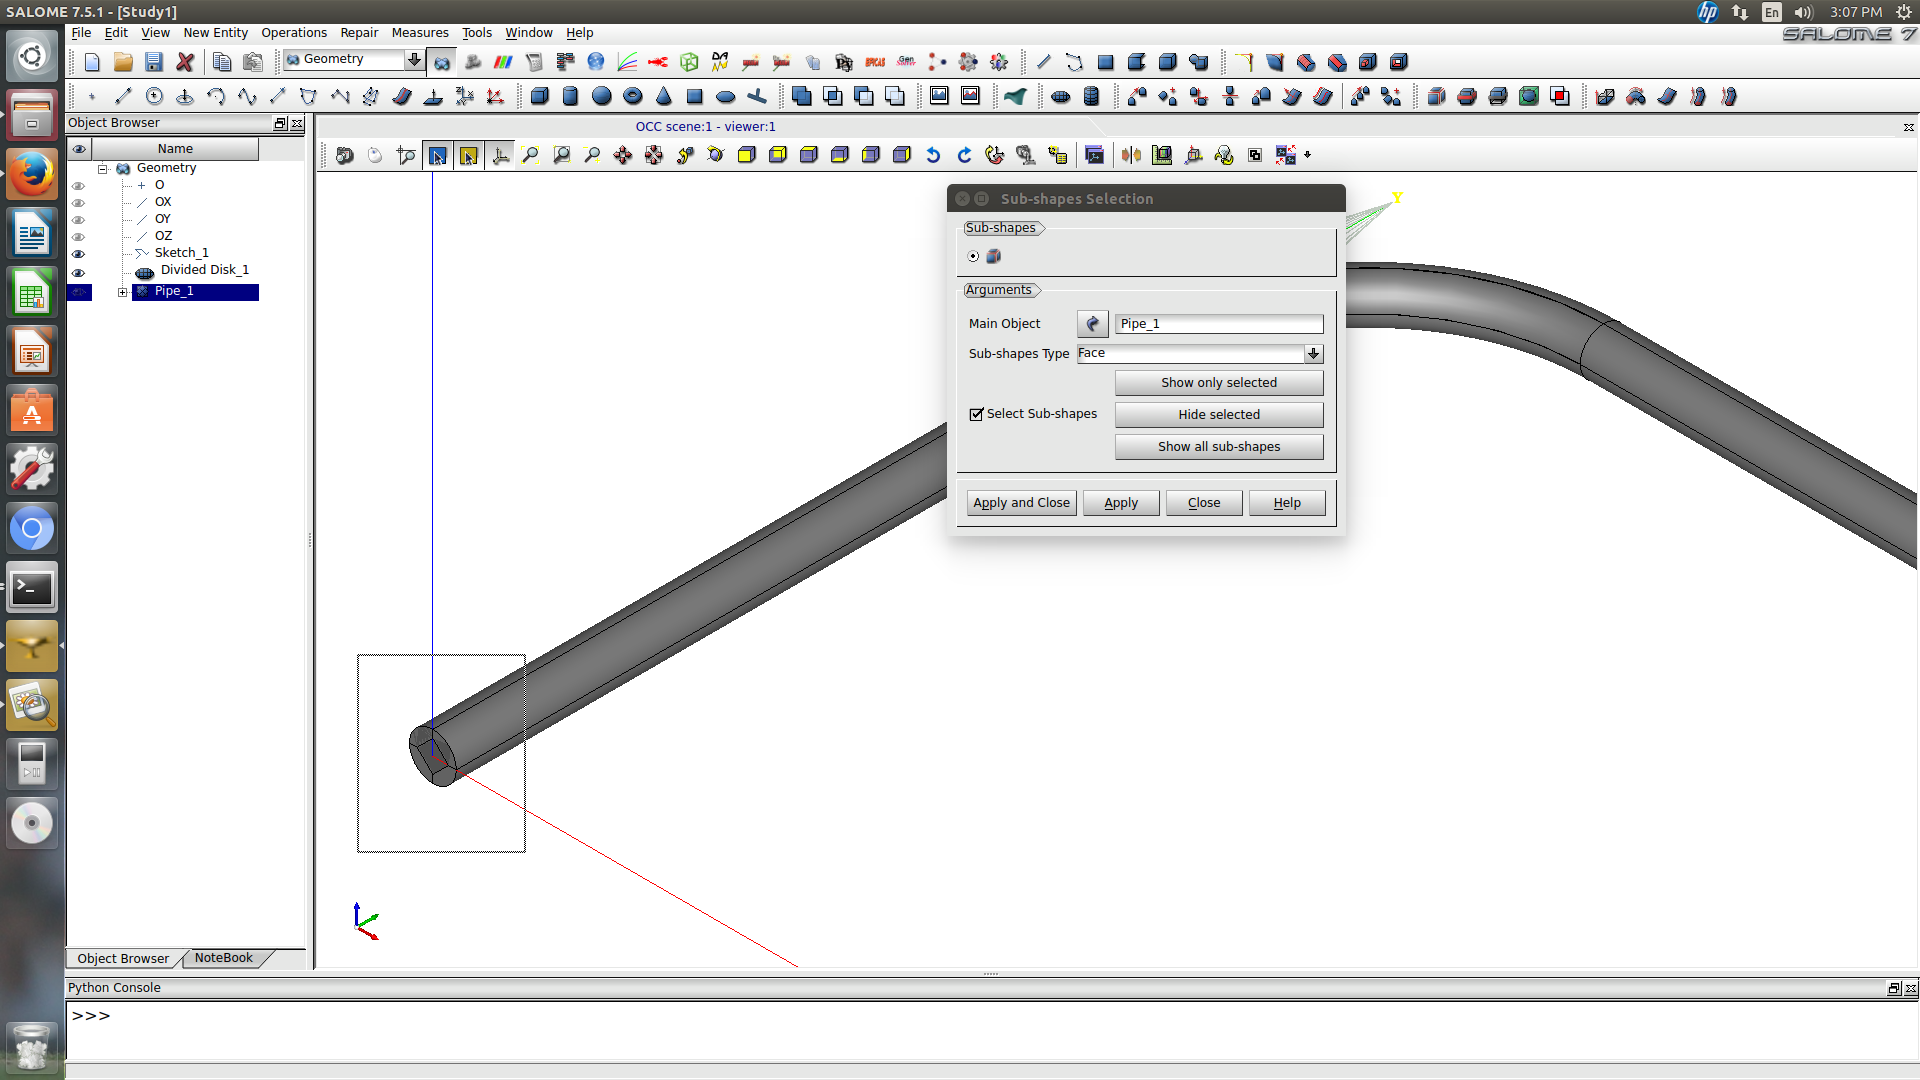 SALOME 7.5.1 - [Study1]
En
3:07 PM
File Edit View New Entity Operations Repair Measures Tools Window Help
SALOME 7
Geometry
Object Browser
OCC scene:1 - viewer:1
Name
Geometry
O
OX
OY
OZ
Sketch_1
Divided Disk_1
Pipe_1
Sub-shapes Selection
Y
Sub-shapes
Arguments
Main Object
Pipe_1
Sub-shapes Type
Face
Show only selected
Select Sub-shapes
Hide selected
Show all sub-shapes
Apply and Close
Apply
Close
Help
Object Browser
NoteBook
Python Console
>>>